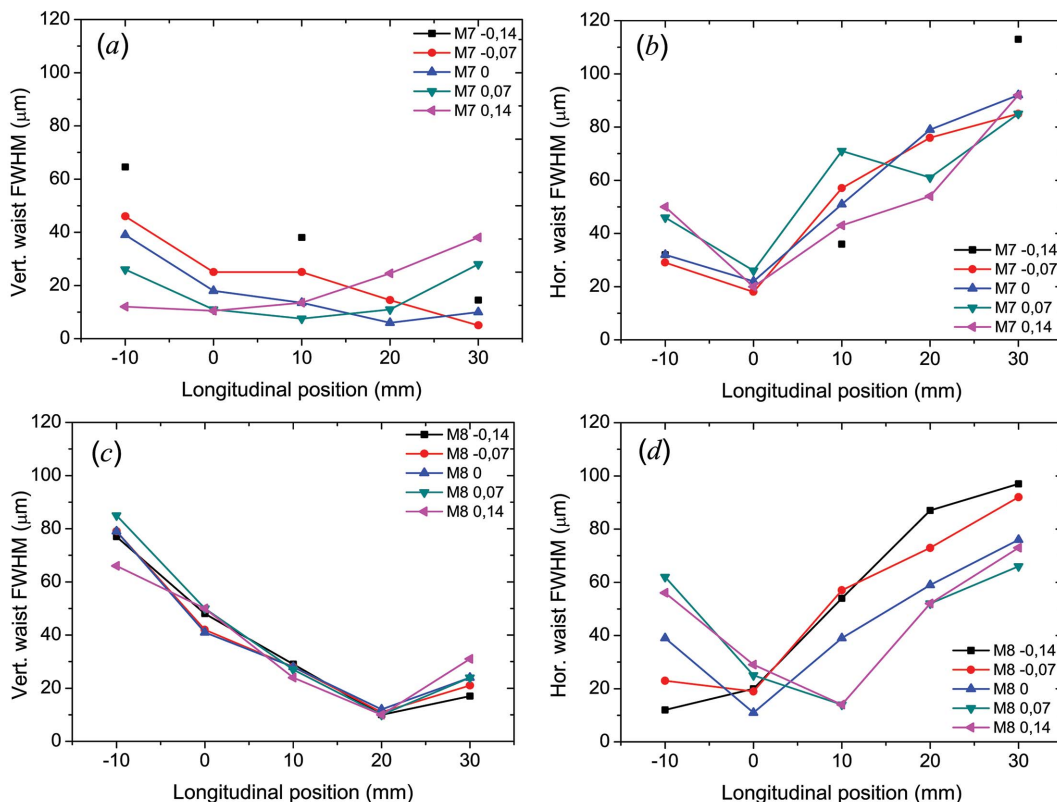 (a)
M7 -0,14
M7 -0,07
M7 0
M7 0,07
M7 0,14
120
100
80
60
40
20
0
Vert. waist FWHM (μm)
-10 0 10 20 30
Longitudinal position (mm)
(b)
120
100
80
60
40
20
0
Hor. waist FWHM (μm)
M7 -0,14
M7 -0,07
M7 0
M7 0,07
M7 0,14
-10 0 10 20 30
Longitudinal position (mm)
(c)
M8 -0,14
M8 -0,07
M8 0
M8 0,07
M8 0,14
120
100
80
60
40
20
0
Vert. waist FWHM (μm)
-10 0 10 20 30
Longitudinal position (mm)
(d)
120
100
80
60
40
20
0
Hor. waist FWHM (μm)
M8 -0,14
M8 -0,07
M8 0
M8 0,07
M8 0,14
-10 0 10 20 30
Longitudinal position (mm)